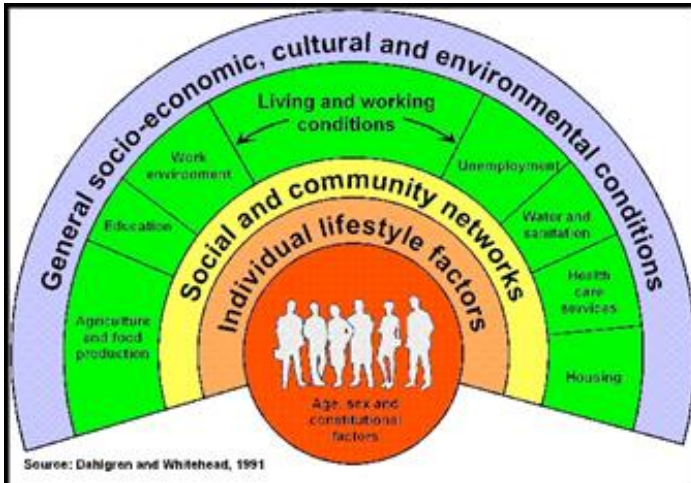 General socio-economic, cultural and environmental conditions
Living and working
conditions
Work
environment
Unemployment
Education
Water and
sanitation
Agriculture
and food
production
Health
care
services
Housing
Social and community networks
Individual lifestyle factors
Age, sex and
constitutional
factors
Source: Dahlgren and Whitehead, 1991